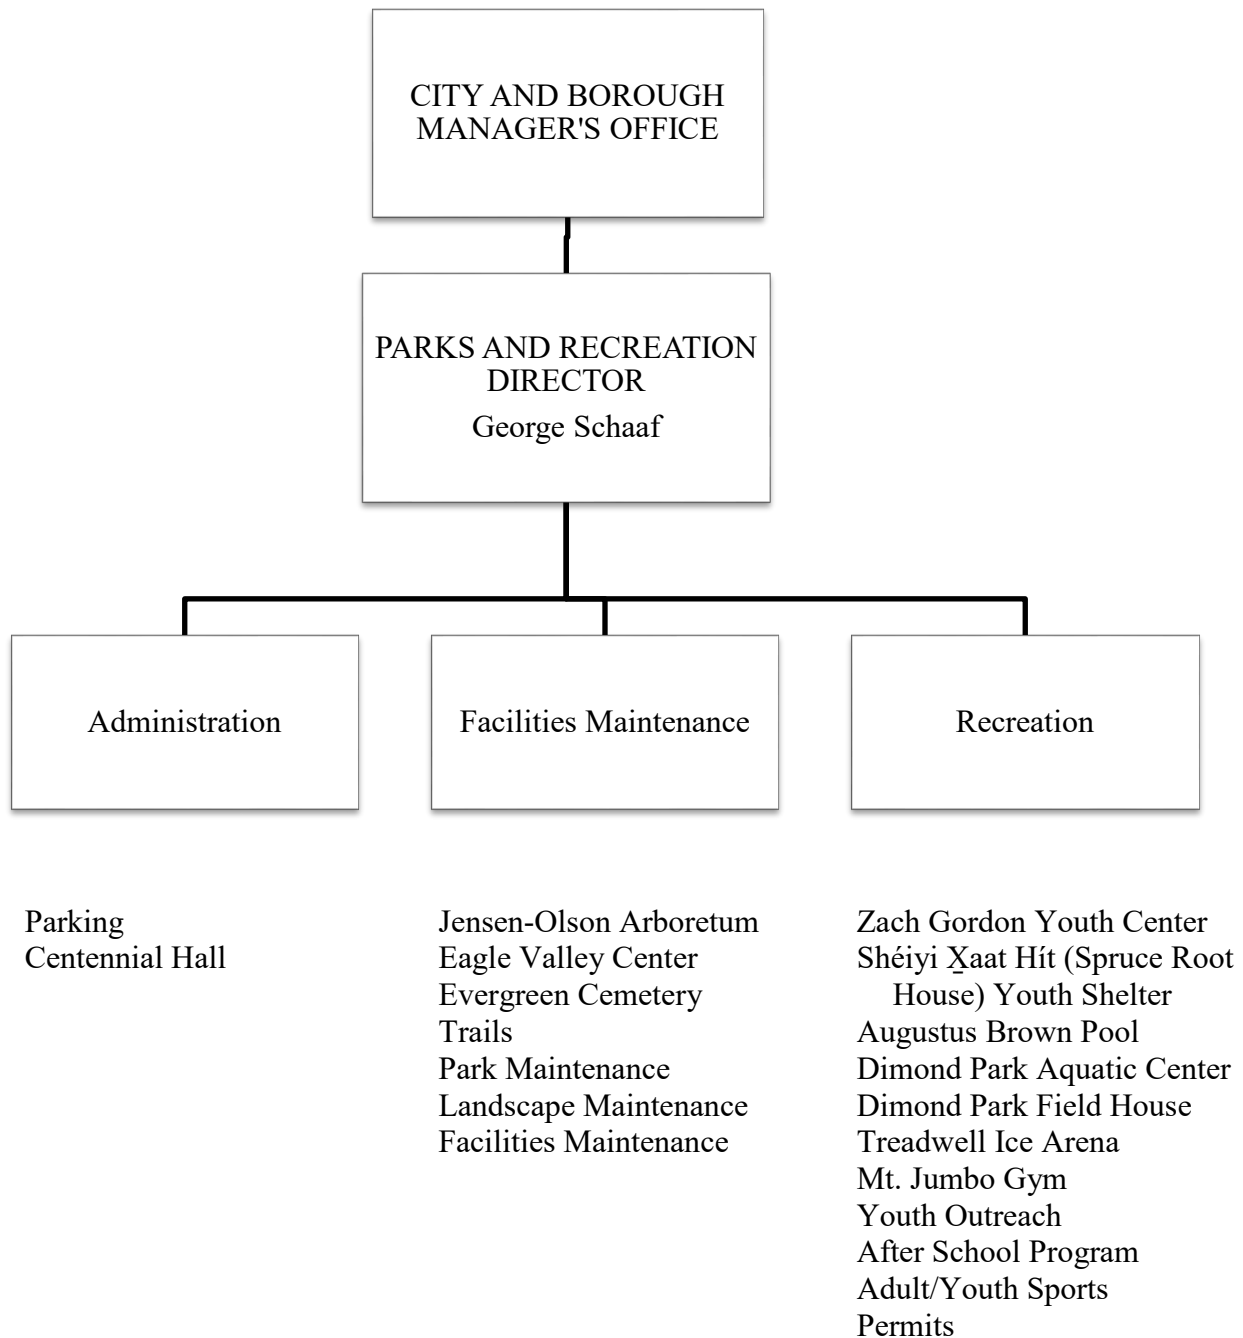 CITY AND BOROUGH
MANAGER'S OFFICE
PARKS AND RECREATION
DIRECTOR
George Schaaf
Administration
Facilities Maintenance
Recreation
Parking
Centennial Hall
Jensen-Olson Arboretum
Eagle Valley Center
Evergreen Cemetery
Trails
Park Maintenance
Landscape Maintenance
Facilities Maintenance
Zach Gordon Youth Center
Shéiyi X̱aat Hít (Spruce Root
House) Youth Shelter
Augustus Brown Pool
Dimond Park Aquatic Center
Dimond Park Field House
Treadwell Ice Arena
Mt. Jumbo Gym
Youth Outreach
After School Program
Adult/Youth Sports
Permits